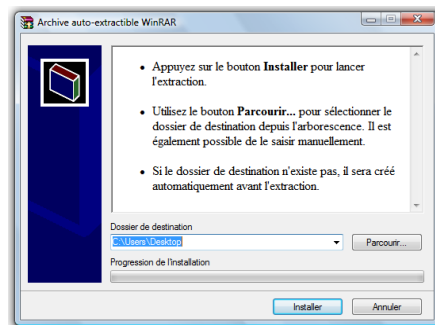 Archive auto-extractible WinRAR
Appuyez sur le bouton Installer pour lancer
l'extraction.
Utilisez le bouton Parcourir... pour sélectionner le
dossier de destination depuis l'arborescence. Il est
également possible de le saisir manuellement.
Si le dossier de destination n'existe pas, il sera créé
automatiquement avant l'extraction.
Dossier de destination
C:\Users\Desktop
Parcourir...
Progression de l'installation
Installer
Annuler